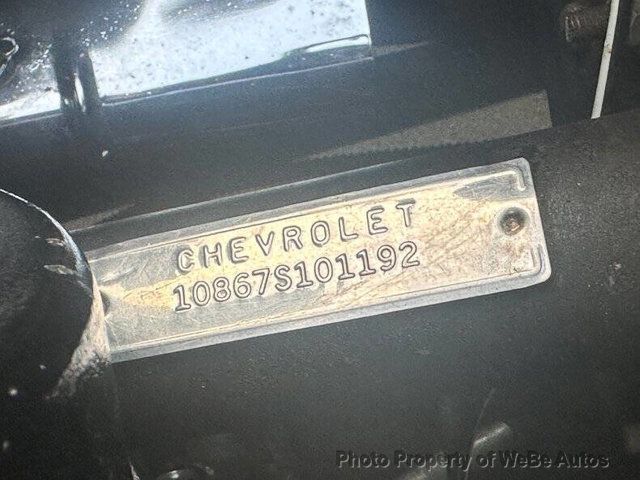 CHEVROLET
10867S101192
Photo Property of WeBe Autos